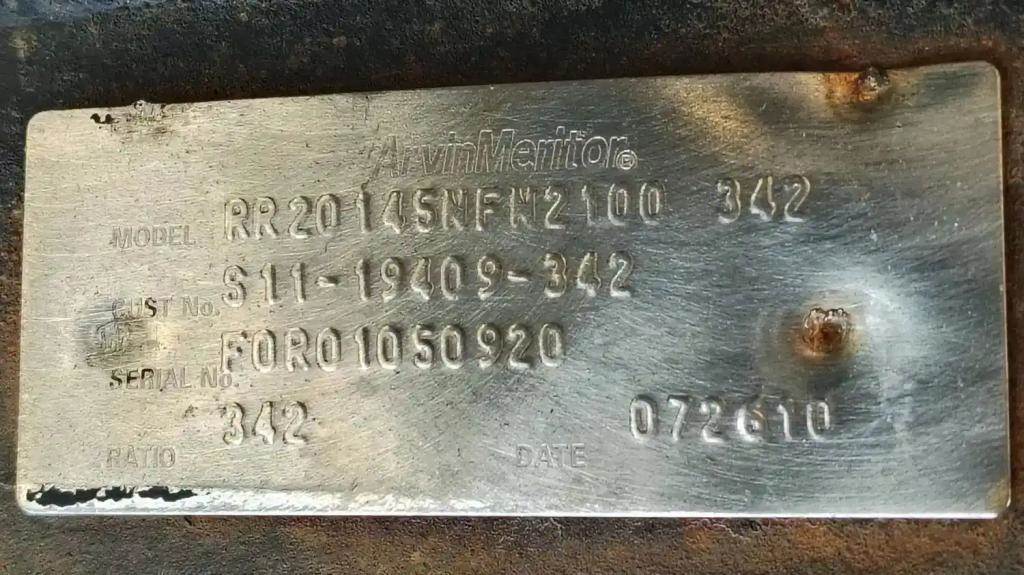 ArvinMeritor®
MODEL RR20145NFN2100 342
CUST No. S11-19409-342
SERIAL No. FOR01050920
RATIO 342 DATE 072610